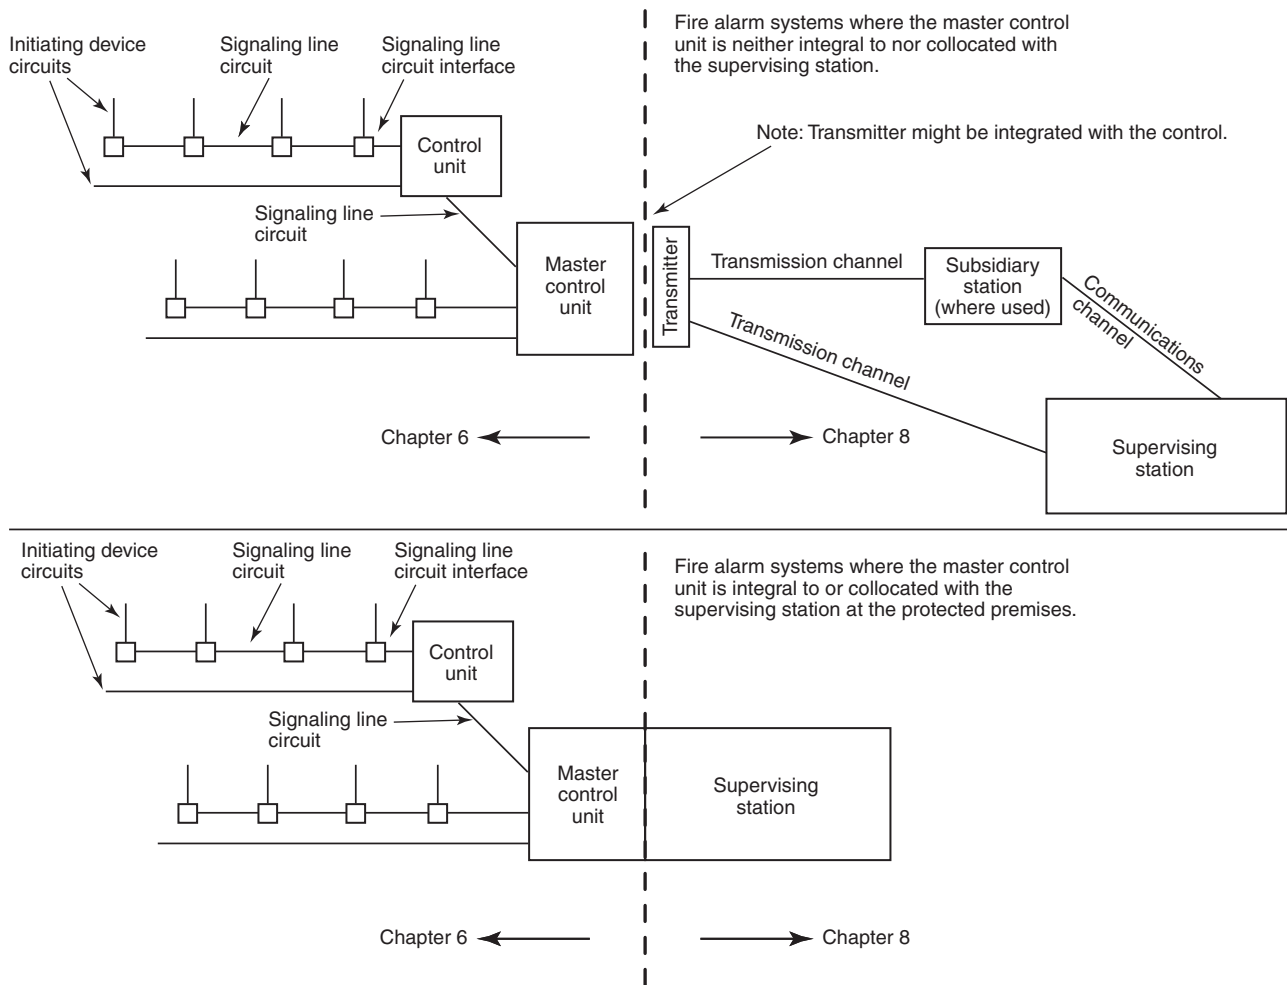 Initiating device
circuits
Signaling line
circuit
Signaling line
circuit interface
Fire alarm systems where the master control
unit is neither integral to nor collocated with
the supervising station.
Note: Transmitter might be integrated with the control.
Control
unit
Signaling line
circuit
Master
control
unit
Transmitter
Transmission channel
Subsidiary
station
(where used)
Communications
channel
Transmission channel
Supervising
station
Chapter 6
Chapter 8
Initiating device
circuits
Signaling line
circuit
Signaling line
circuit interface
Fire alarm systems where the master control
unit is integral to or collocated with the
supervising station at the protected premises.
Control
unit
Signaling line
circuit
Master
control
unit
Supervising
station
Chapter 6
Chapter 8